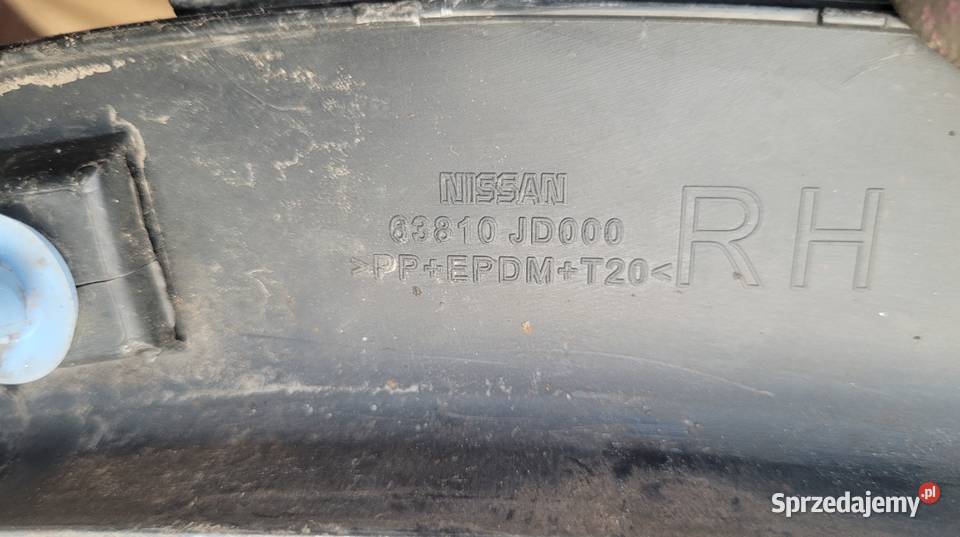 NISSAN
63810 JD000
>PP+EPDM+T20<
RH
Sprzedajemy.pl